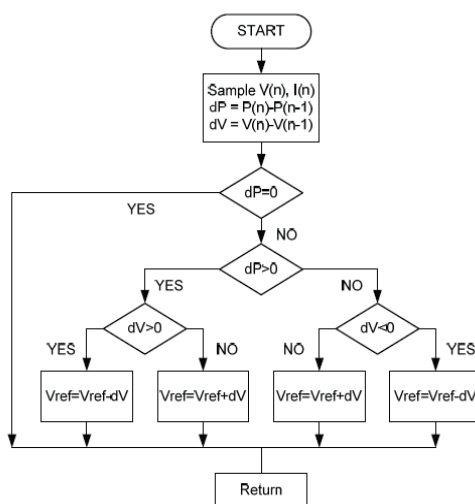 START
Sample V(n), I(n)
dP = P(n)-P(n-1)
dV = V(n)-V(n-1)
dP=0
YES
NO
dP>0
YES
NO
dV>0
dV<0
YES
NO
NO
YES
Vref=Vref-dV
Vref=Vref+dV
Vref=Vref+dV
Vref=Vref-dV
Return